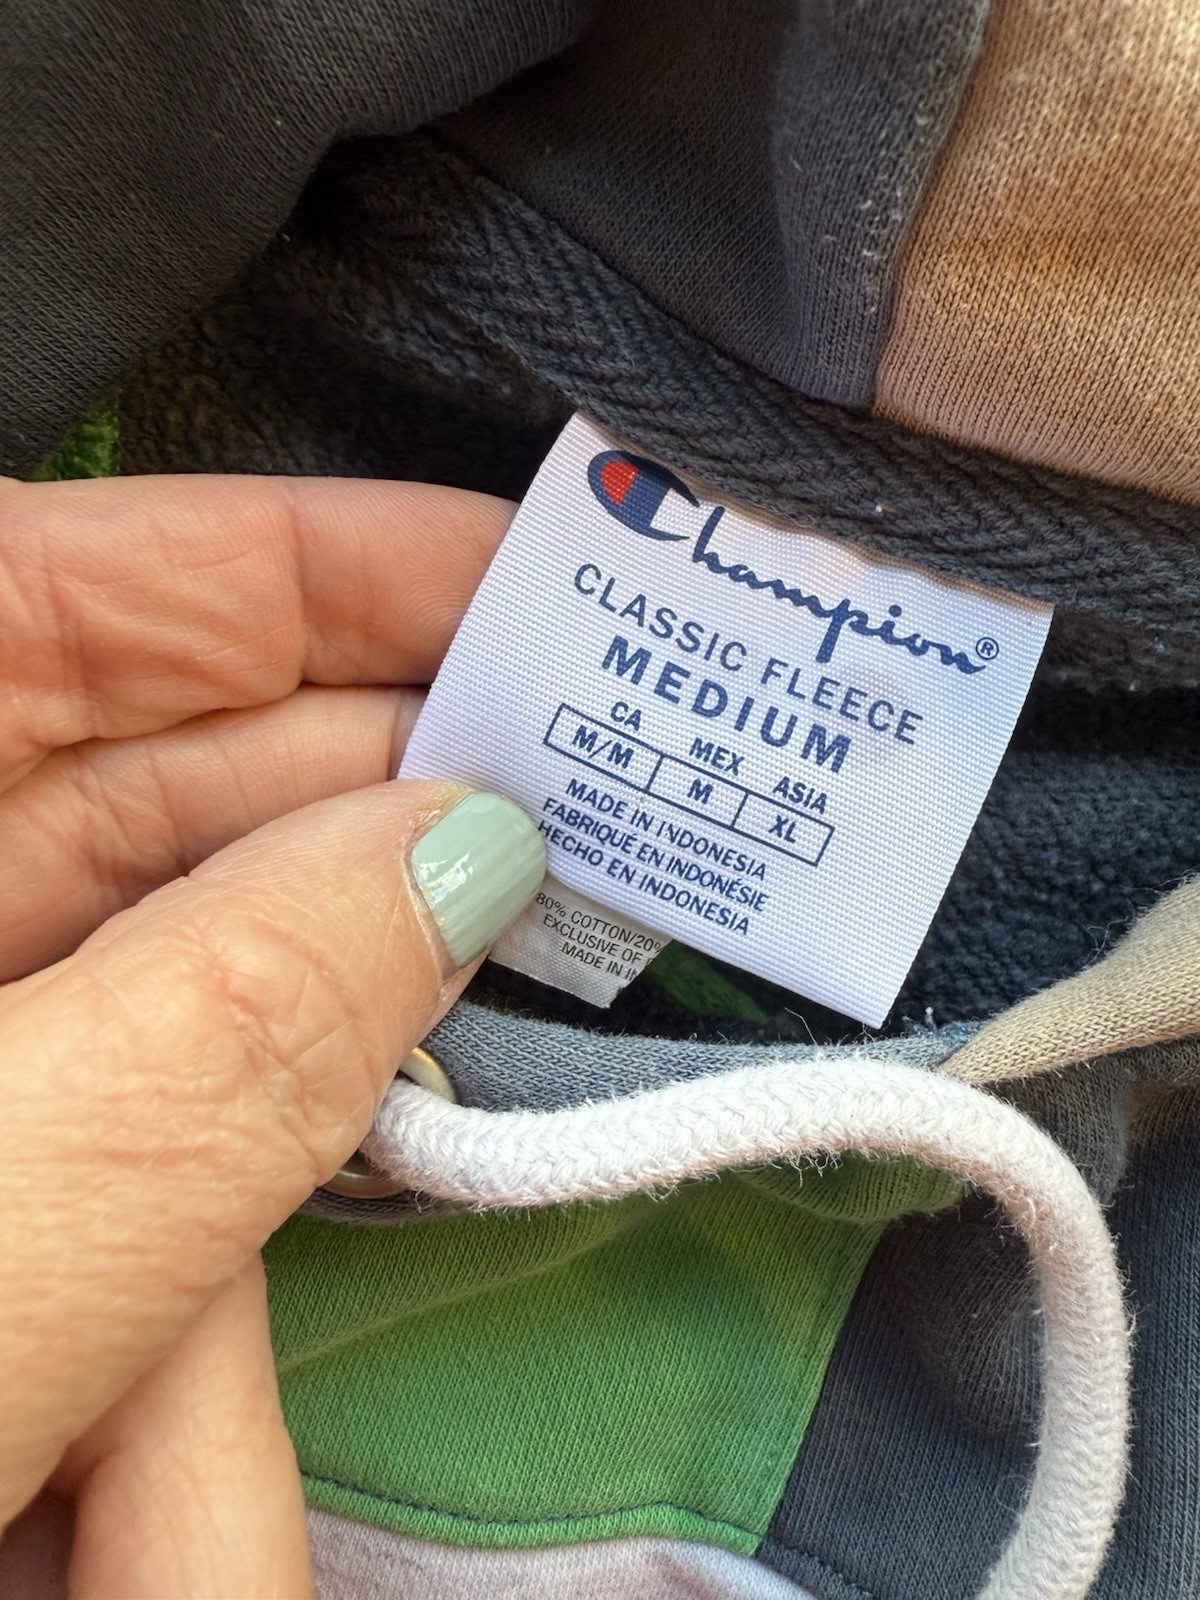 Champion®
CLASSIC FLEECE
MEDIUM
CA MEX ASIA
M/M M XL
MADE IN INDONESIA
FABRIQUÉ EN INDONÉSIE
HECHO EN INDONESIA
80% COTTON/20%
EXCLUSIVE OF
MADE IN